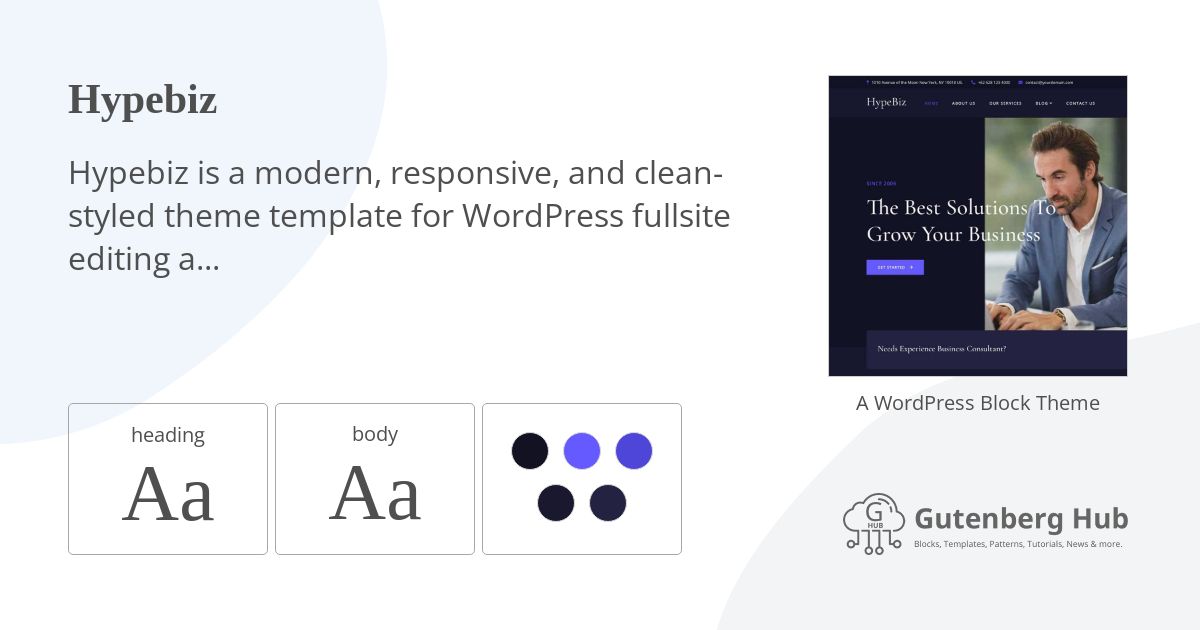 Hypebiz
Hypebiz is a modern, responsive, and clean-
styled theme template for WordPress fullsite
editing a...
heading
Aa
body
Aa
HypeBiz
HOME ABOUT US OUR SERVICES BLOG CONTACT US
SINCE 2005
The Best Solutions To
Grow Your Business
GET STARTED
Needs Experience Business Consultant?
A WordPress Block Theme
G
HUB
Gutenberg Hub
Blocks, Templates, Patterns, Tutorials, News & more.